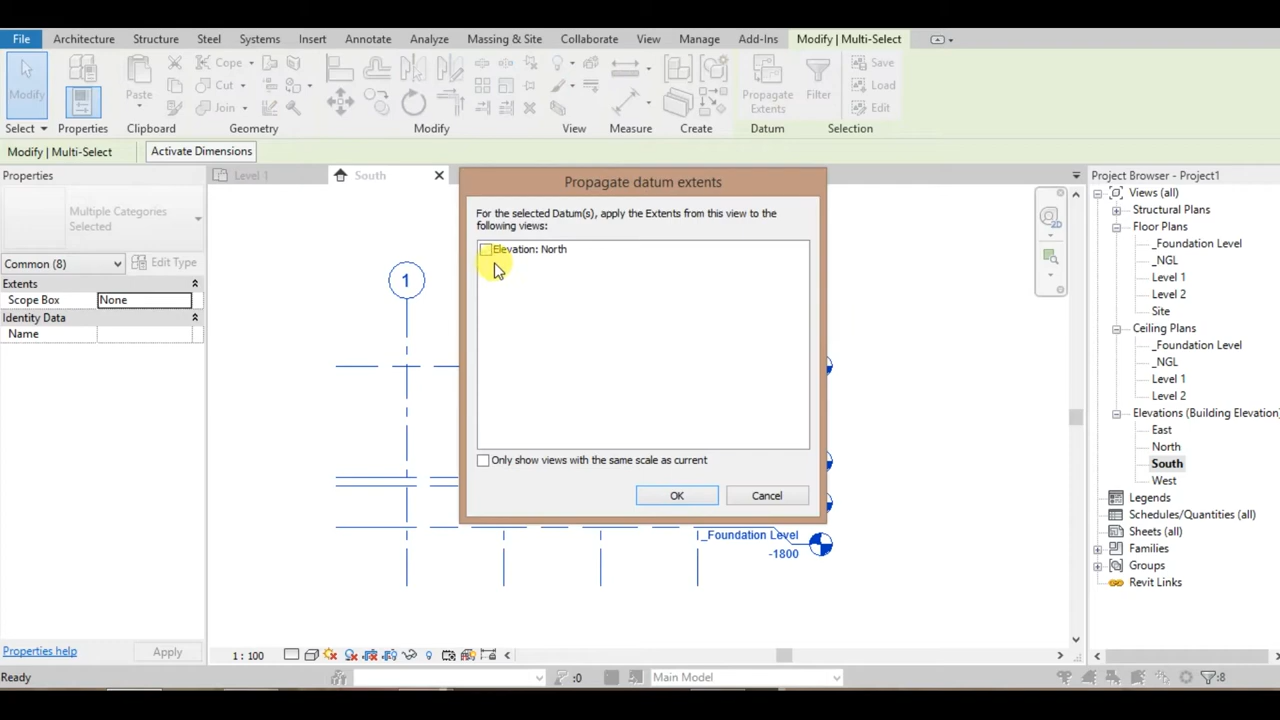 File Architecture Structure Steel Systems Insert Annotate Analyze Massing & Site Collaborate View Manage Add-Ins Modify | Multi-Select
Modify
Paste
Cope
Cut
Join
Propagate
Extents
Filter
Save
Load
Edit
Select Properties Clipboard Geometry Modify View Measure Create Datum Selection
Modify | Multi-Select Activate Dimensions
Properties
Multiple Categories
Selected
Common (8) Edit Type
Extents
Scope Box None
Identity Data
Name
Properties help Apply
Level 1 South
1
_Foundation Level
-1800
Propagate datum extents
For the selected Datum(s), apply the Extents from this view to the
following views:
Elevation: North
Only show views with the same scale as current
OK Cancel
2D
Project Browser - Project1
Views (all)
Structural Plans
Floor Plans
_Foundation Level
_NGL
Level 1
Level 2
Site
Ceiling Plans
_Foundation Level
_NGL
Level 1
Level 2
Elevations (Building Elevation)
East
North
South
West
Legends
Schedules/Quantities (all)
Sheets (all)
Families
Groups
Revit Links
1 : 100
Ready :0 Main Model :8